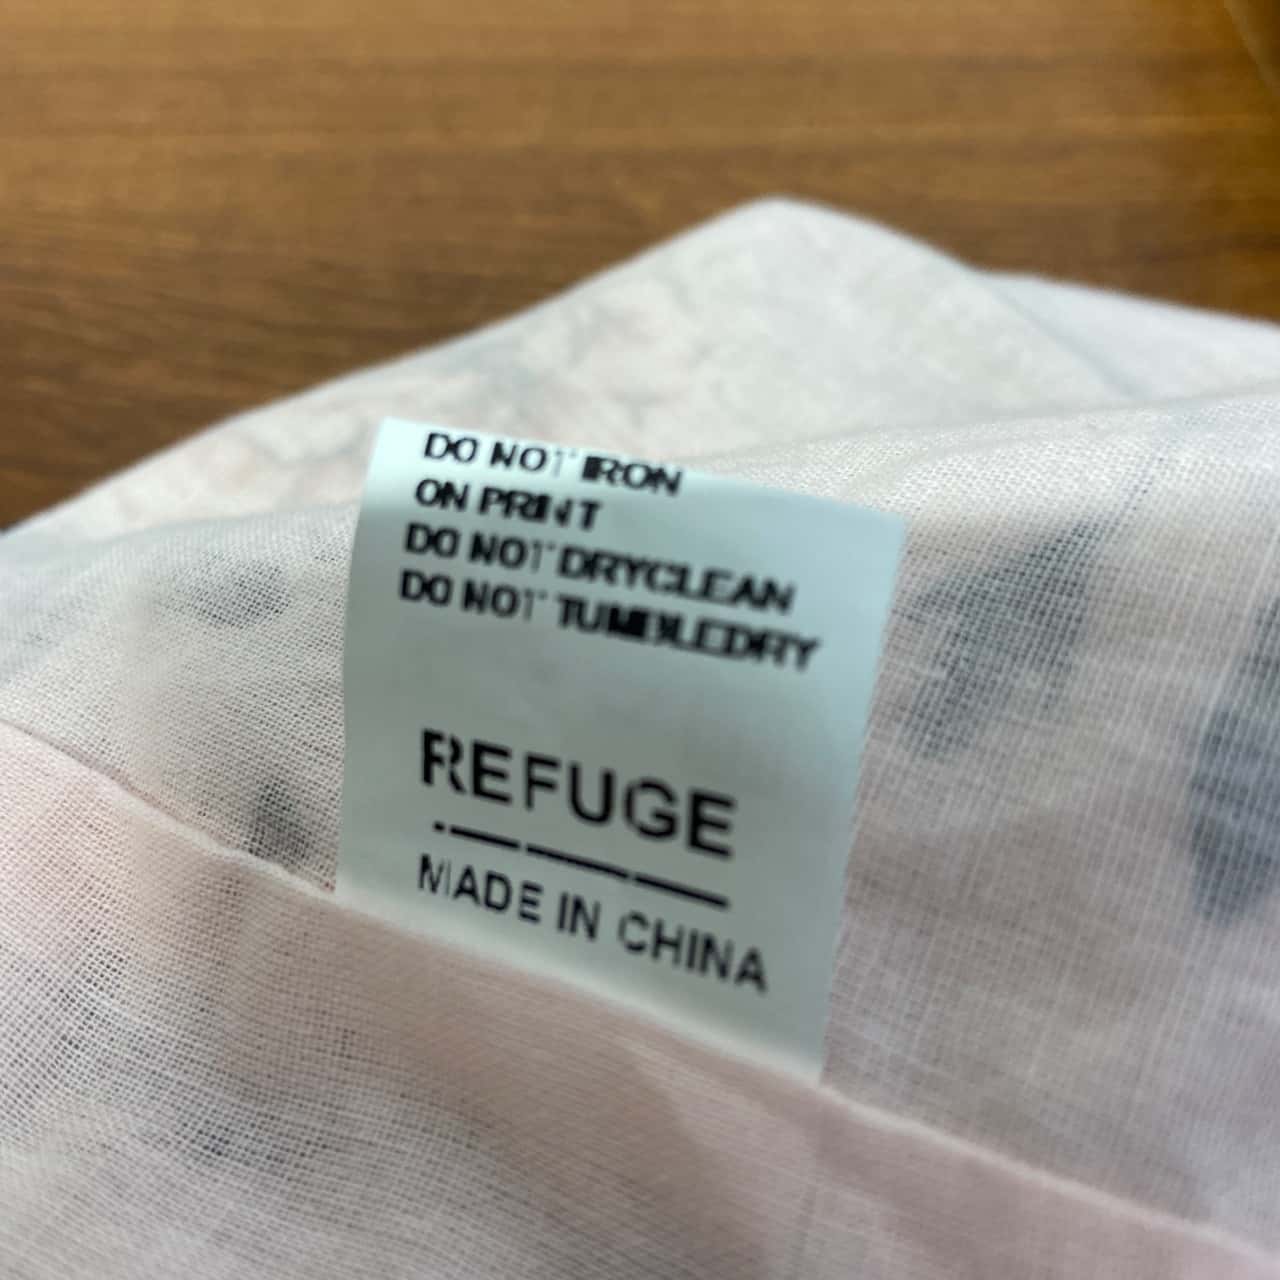 DO NOT IRON
ON PRINT
DO NOT DRYCLEAN
DO NOT TUMBLEDRY
REFUGE
MADE IN CHINA